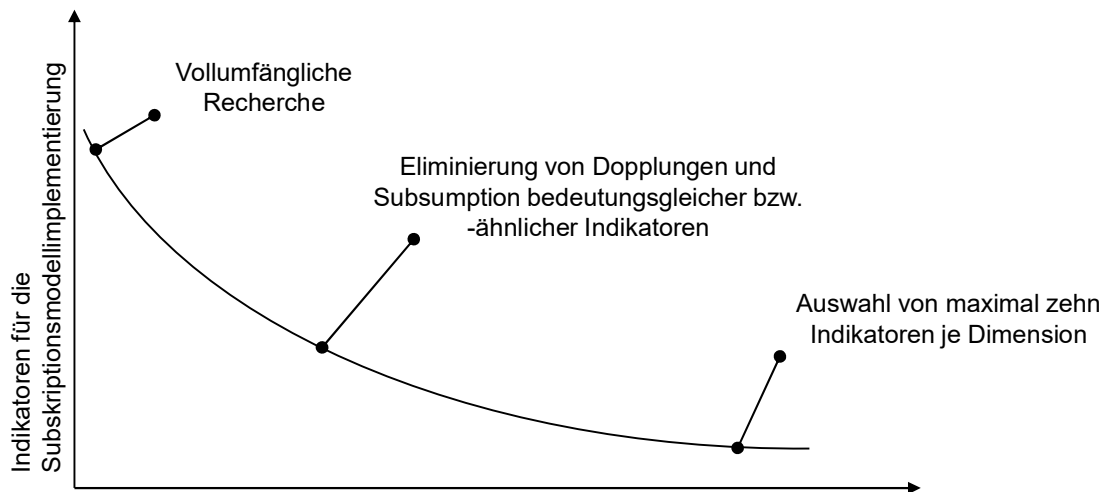 Vollumfängliche
Recherche
Eliminierung von Dopplungen und
Subsumption bedeutungsgleicher bzw.
-ähnlicher Indikatoren
Auswahl von maximal zehn
Indikatoren je Dimension
Indikatoren für die
Subskriptionsmodellimplementierung